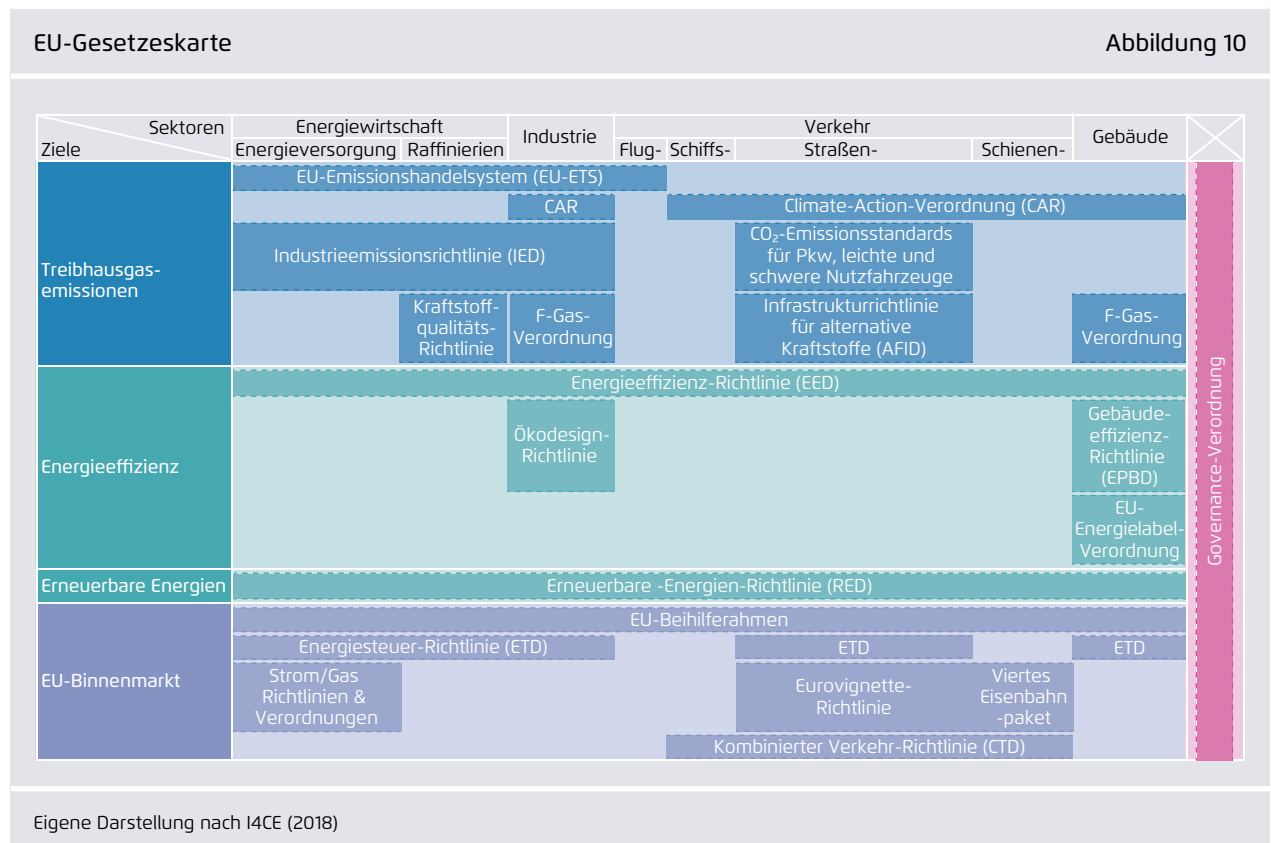 EU-Gesetzeskarte
Abbildung 10
Sektoren
Ziele
Energiewirtschaft
Industrie
Verkehr
Gebäude
Energieversorgung
Raffinierien
Flug-
Schiffs-
Straßen-
Schienen-
Treibhausgas-
emissionen
EU-Emissionshandelsystem (EU-ETS)
CAR
Climate-Action-Verordnung (CAR)
Industrieemissionsrichtlinie (IED)
CO₂-Emissionsstandards
für Pkw, leichte und
schwere Nutzfahrzeuge
Kraftstoff-
qualitäts-
Richtlinie
F-Gas-
Verordnung
Infrastrukturrichtlinie
für alternative
Kraftstoffe (AFID)
F-Gas-
Verordnung
Energieeffizienz
Energieeffizienz-Richtlinie (EED)
Ökodesign-
Richtlinie
Gebäude-
effizienz-
Richtlinie
(EPBD)
EU-
Energielabel-
Verordnung
Erneuerbare Energien
Erneuerbare -Energien-Richtlinie (RED)
EU-Binnenmarkt
EU-Beihilferahmen
Energiesteuer-Richtlinie (ETD)
ETD
ETD
Strom/Gas
Richtlinien &
Verordnungen
Eurovignette-
Richtlinie
Viertes
Eisenbahn
-paket
Kombinierter Verkehr-Richtlinie (CTD)
Governance-Verordnung
Eigene Darstellung nach I4CE (2018)